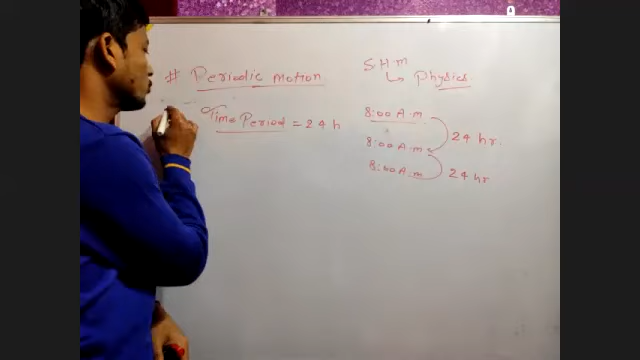 # Periodic motion
Time Period = 24 h
SHM
↳ Physics
8:00 A.m
8:00 A.m
8:00 A.m
24 hr.
24 hr